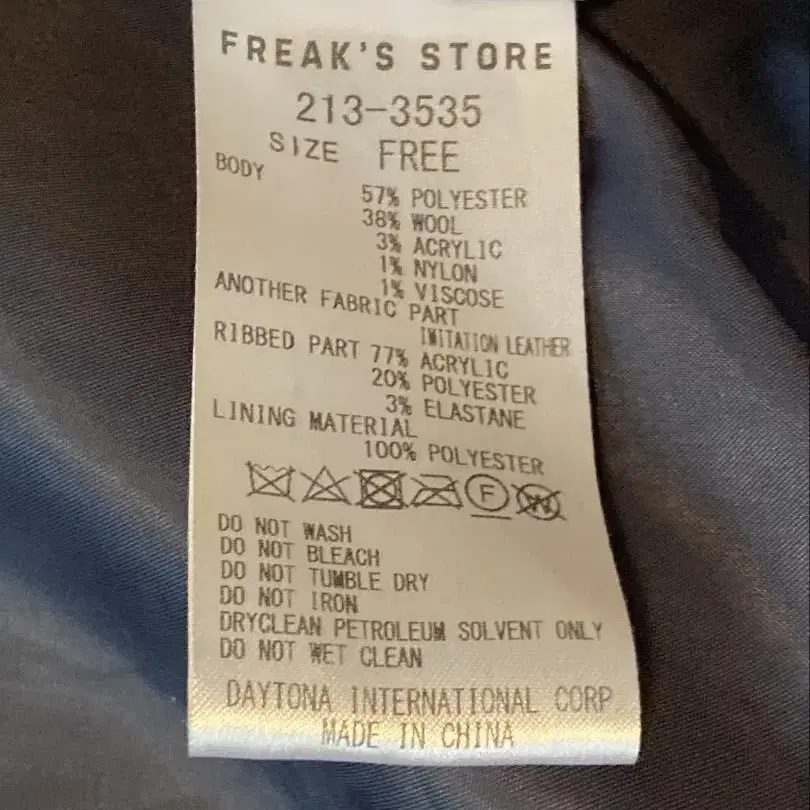 FREAK'S STORE
213-3535
SIZE FREE
BODY
57% POLYESTER
38% WOOL
3% ACRYLIC
1% NYLON
1% VISCOSE
ANOTHER FABRIC PART
IMITATION LEATHER
RIBBED PART 77% ACRYLIC
20% POLYESTER
3% ELASTANE
LINING MATERIAL
100% POLYESTER
F W
DO NOT WASH
DO NOT BLEACH
DO NOT TUMBLE DRY
DO NOT IRON
DRYCLEAN PETROLEUM SOLVENT ONLY
DO NOT WET CLEAN
DAYTONA INTERNATIONAL CORP
MADE IN CHINA